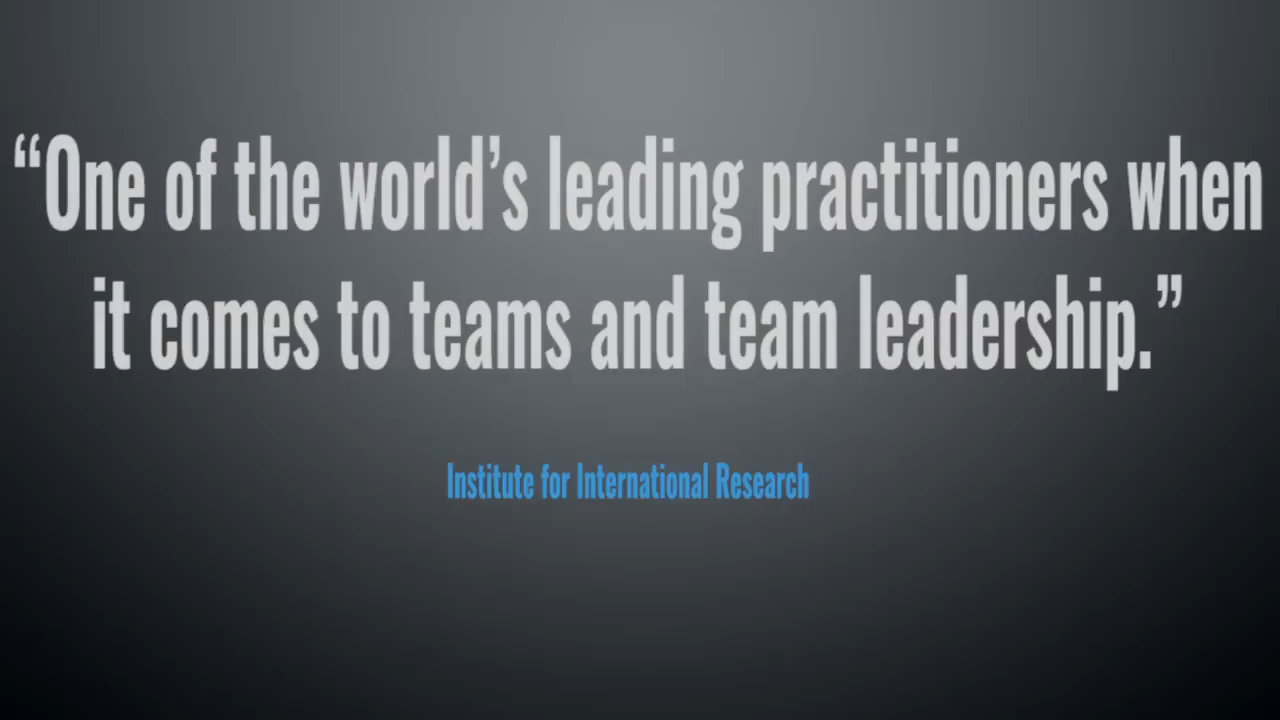 “One of the world’s leading practitioners when
it comes to teams and team leadership.”
Institute for International Research